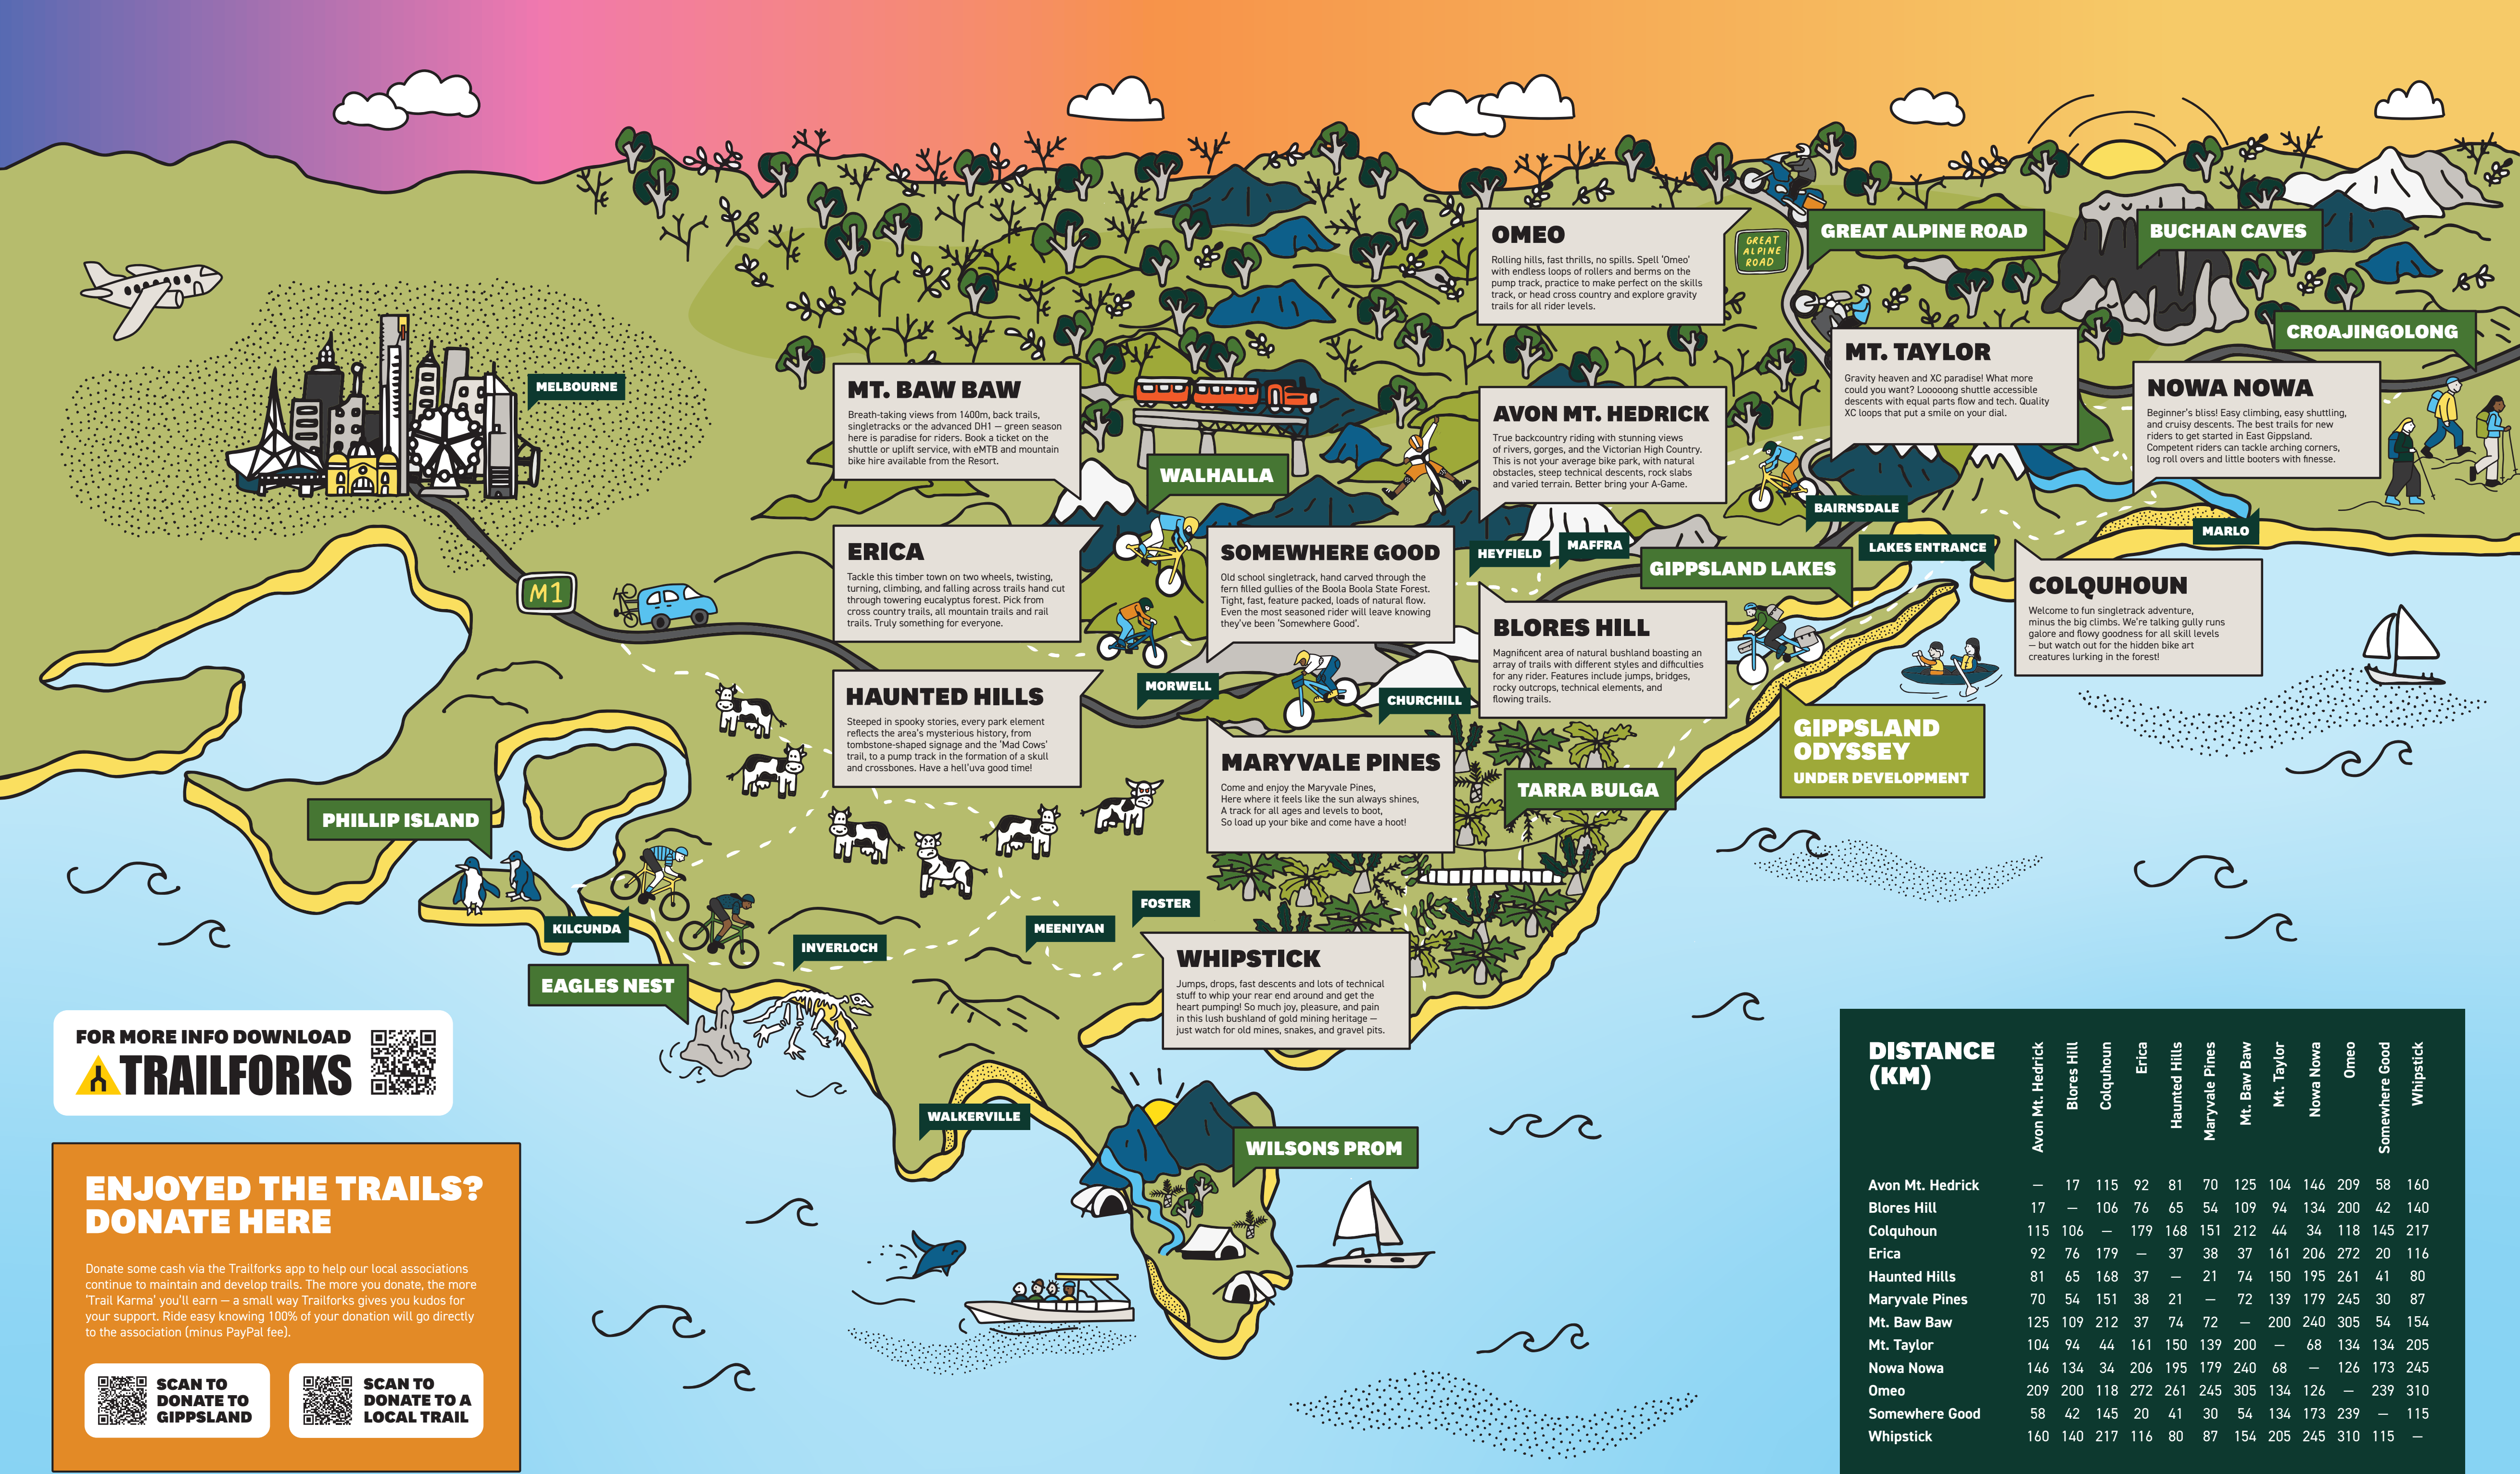 GREAT ALPINE ROAD
BUCHAN CAVES
CROAJINGOLONG
GREAT
ALPINE
ROAD
OMEO
Rolling hills, fast thrills, no spills. Spell ‘Omeo’
with endless loops of rollers and berms on the
pump track, practice to make perfect on the skills
track, or head cross country and explore gravity
trails for all rider levels.
MT. TAYLOR
Gravity heaven and XC paradise! What more
could you want? Looooong shuttle accesible
descents with equal parts flow and tech. Quality
XC loops that put a smile on your dial.
NOWA NOWA
Beginner’s bliss! Easy climbing, easy shuttling,
and cruisy descents. The best trails for new
riders to get started in East Gippsland.
Competent riders can tackle arching corners,
log roll overs and little booters with finesse.
MELBOURNE
MT. BAW BAW
Breath-taking views from 1400m, back trails,
singletracks or the advanced DH1 — green season
here is paradise for riders. Book a ticket on the
shuttle or uplift service, with eMTB and mountain
bike hire available from the Resort.
WALHALLA
AVON MT. HEDRICK
True backcountry riding with stunning views
of rivers, gorges, and the Victorian High Country.
This is not your average bike park, with natural
obstacles, steep technical descents, rock slabs
and varied terrain. Better bring your A-Game.
BAIRNSDALE
MARLO
M1
ERICA
Tackle this timber town on two wheels, twisting,
turning, climbing, and falling across trails hand cut
through towering eucalyptus forest. Pick from
cross country trails, all mountain trails and rail
trails. Truly something for everyone.
SOMEWHERE GOOD
Old school singletrack, hand carved through the
fern filled gullies of the Boola Boola State Forest.
Tight, fast, feature packed, loads of natural flow.
Even the most seasoned rider will leave knowing
they’ve been ‘Somewhere Good’.
HEYFIELD
MAFFRA
GIPPSLAND LAKES
LAKES ENTRANCE
COLQUHOUN
Welcome to fun singletrack adventure,
minus the big climbs. We’re talking gully runs
galore and flowy goodness for all skill levels
— but watch out for the hidden bike art
creatures lurking in the forest!
BLORES HILL
Magnificent area of natural bushland boasting an
array of trails with different styles and difficulties
for any rider. Features include jumps, bridges,
rocky outcrops, technical elements, and
flowing trails.
HAUNTED HILLS
Steeped in spooky stories, every park element
reflects the area’s mysterious history, from
tombstone-shaped signage and the ‘Mad Cows’
trail, to a pump track in the formation of a skull
and crossbones. Have a hell’uva good time!
MORWELL
CHURCHILL
MARYVALE PINES
Come and enjoy the Maryvale Pines,
Here where it feels like the sun always shines,
A track for all ages and levels to boot,
So load up your bike and come have a hoot!
GIPPSLAND
ODYSSEY
UNDER DEVELOPMENT
TARRA BULGA
PHILLIP ISLAND
KILCUNDA
EAGLES NEST
INVERLOCH
MEENIYAN
FOSTER
WHIPSTICK
Jumps, drops, fast descents and lots of technical
stuff to whip your rear end around and get the
heart pumping! So much joy, pleasure, and pain
in this lush bushland of gold mining heritage —
just watch for old mines, snakes, and gravel pits.
WALKERVILLE
WILSONS PROM
FOR MORE INFO DOWNLOAD
TRAILFORKS
ENJOYED THE TRAILS?
DONATE HERE
Donate some cash via the Trailforks app to help our local associations
continue to maintain and develop trails. The more you donate, the more
‘Trail Karma’ you’ll earn — a small way Trailforks gives you kudos for
your support. Ride easy knowing 100% of your donation will go directly
to the association (minus PayPal fee).
SCAN TO
DONATE TO
GIPPSLAND
SCAN TO
DONATE TO A
LOCAL TRAIL
DISTANCE
(KM)
Avon Mt. Hedrick Blores Hill Colquhoun Erica Haunted Hills Maryvale Pines Mt. Baw Baw Mt. Taylor Nowa Nowa Omeo Somewhere Good Whipstick
Avon Mt. Hedrick — 17 115 92 81 70 125 104 146 209 58 160
Blores Hill 17 — 106 76 65 54 109 94 134 200 42 140
Colquhoun 115 106 — 179 168 151 212 44 34 118 145 217
Erica 92 76 179 — 37 38 37 161 206 272 20 116
Haunted Hills 81 65 168 37 — 21 74 150 195 261 41 80
Maryvale Pines 70 54 151 38 21 — 72 139 179 245 30 87
Mt. Baw Baw 125 109 212 37 74 72 — 200 240 305 54 154
Mt. Taylor 104 94 44 161 150 139 200 — 68 134 134 205
Nowa Nowa 146 134 34 206 195 179 240 68 — 126 173 245
Omeo 209 200 118 272 261 245 305 134 126 — 239 310
Somewhere Good 58 42 145 20 41 30 54 134 173 239 — 115
Whipstick 160 140 217 116 80 87 154 205 245 310 115 —